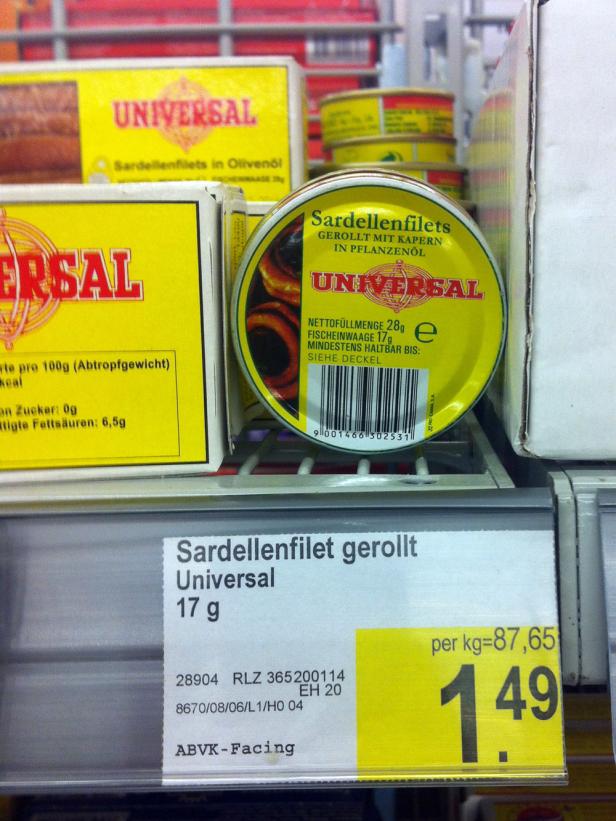 UNIVERSAL
Sardellenfilets in Olivenöl
FISCHEINWAAGE
ERSAL
rte pro 100g (Abtropfgewicht)
kcal
on Zucker: 0g
ttigte Fettsäuren: 6,5g
Sardellenfilets
GEROLLT MIT KAPERN
IN PFLANZENÖL
UNIVERSAL
NETTOFÜLLMENGE 28g e
FISCHEINWAAGE 17g
MINDESTENS HALTBAR BIS:
SIEHE DECKEL
9 001466 302531
Sardellenfilet gerollt
Universal
17 g
per kg=87,65
1.49
28904 RLZ 365200114
EH 20
8670/08/06/L1/H0 04
ABVK-Facing